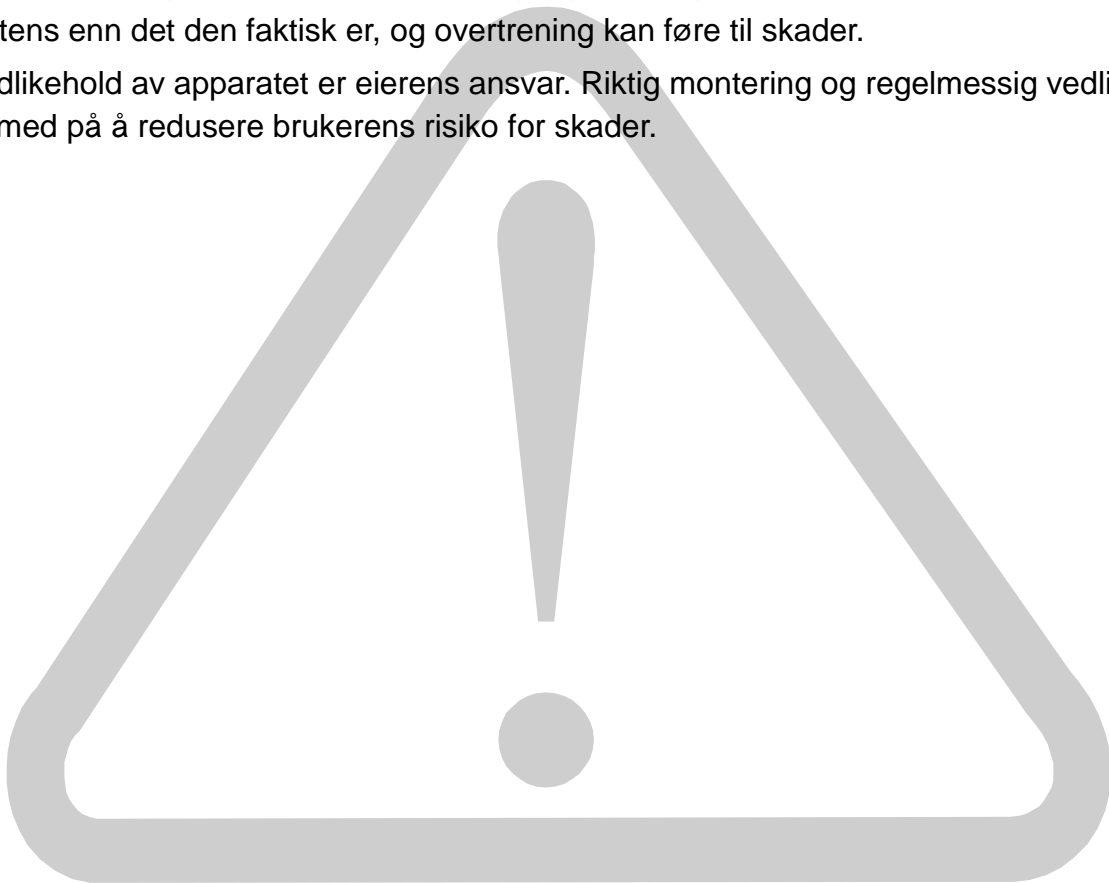 tens enn det den faktisk er, og overtrening kan føre til skader.
dlikehold av apparatet er eierens ansvar. Riktig montering og regelmessig vedli
med på å redusere brukerens risiko for skader.